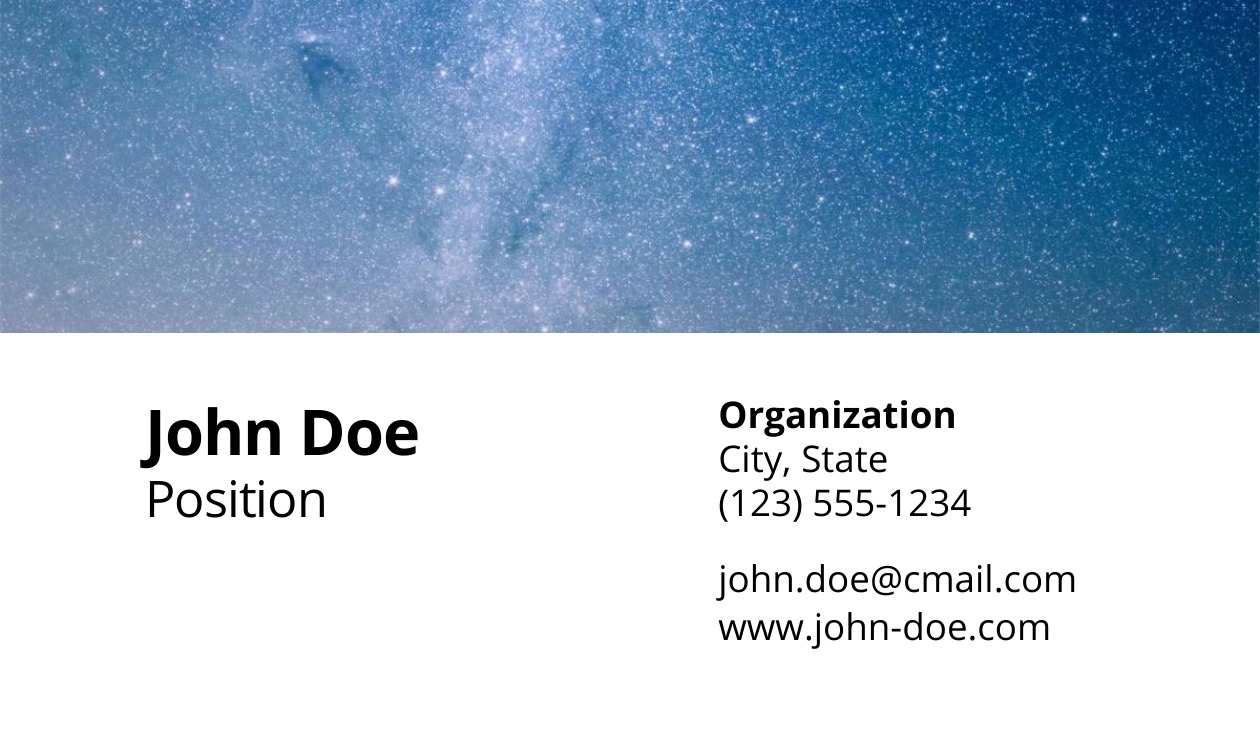 John Doe
Position
Organization
City, State
(123) 555-1234
john.doe@cmail.com
www.john-doe.com